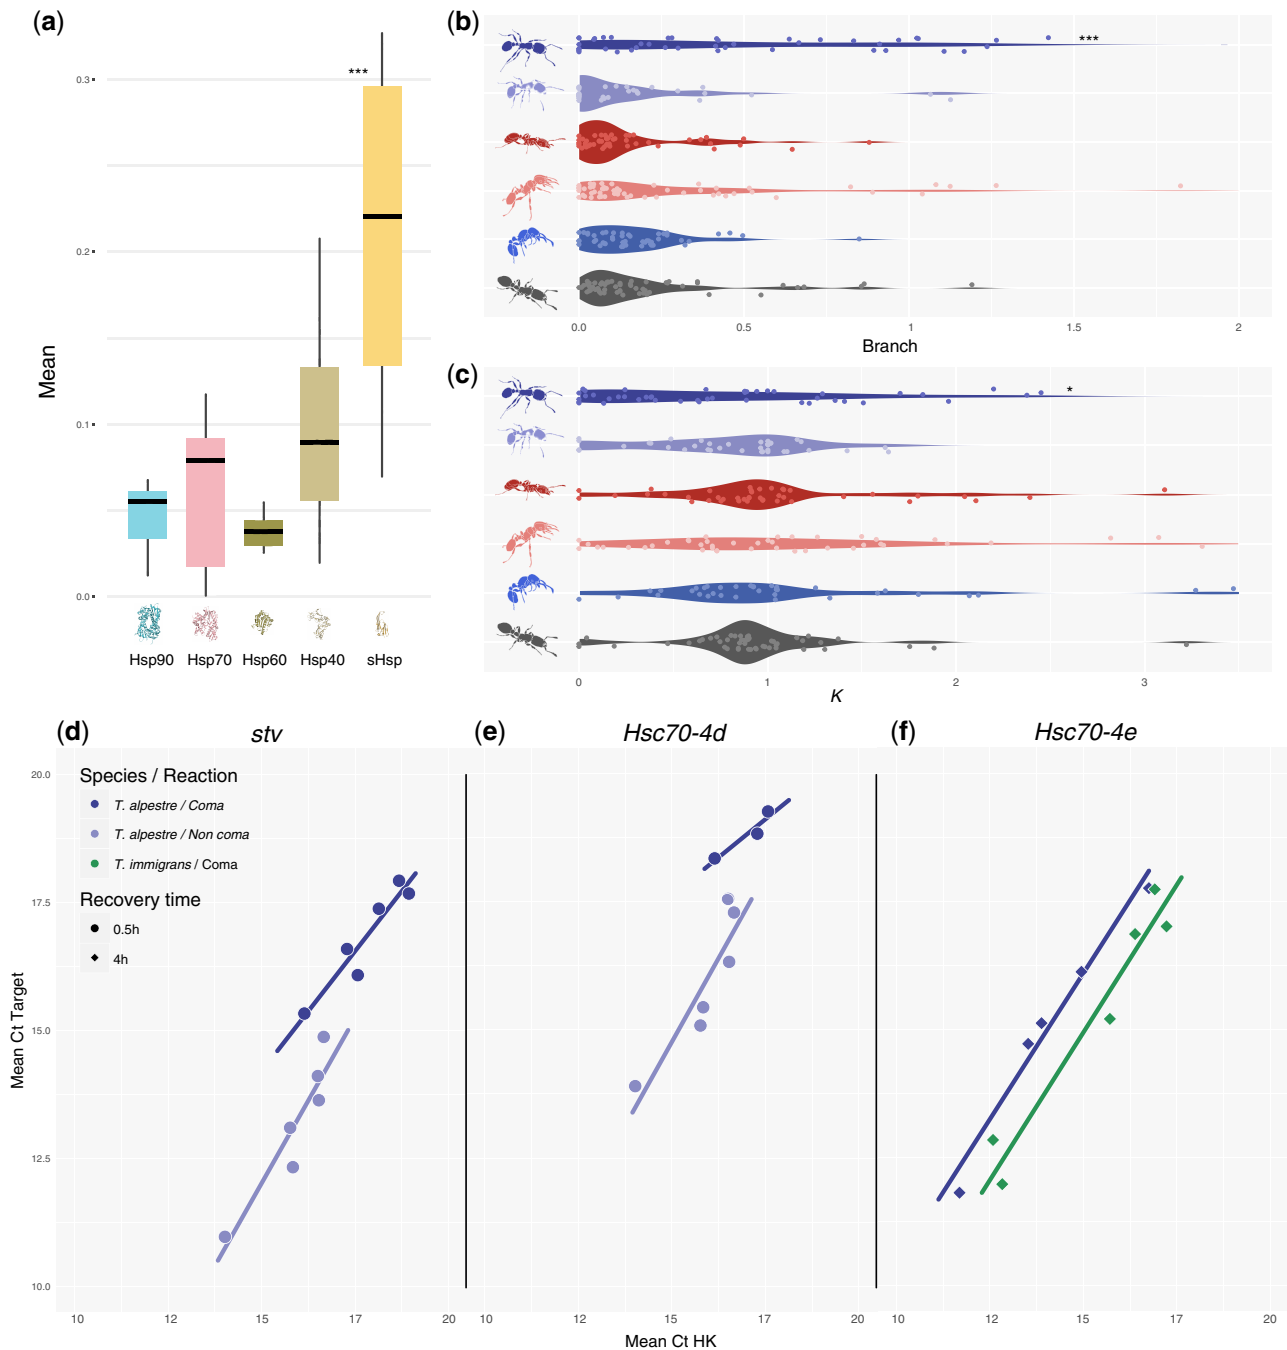 (a)
Mean
0.3
0.2
0.1
0.0
***
Hsp90 Hsp70 Hsp60 Hsp40 sHsp
(b)
***
0.0 0.5 1 1.5 2
Branch
(c)
*
0 1 2 3
K
(d) stv
(e) Hsc70-4d
(f) Hsc70-4e
Mean Ct Target
20.0
17.5
15.0
12.5
10.0
Species / Reaction
T. alpestre / Coma
T. alpestre / Non coma
T. immigrans / Coma
Recovery time
0.5h
4h
10 15 17 20
10 12 15 17 20
10 12 15 17 20
Mean Ct HK